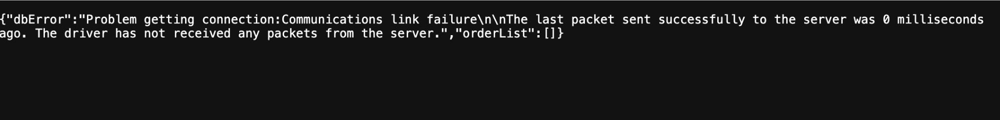 {"dbError":"Problem getting connection:Communications link failure\n\nThe last packet sent successfully to the server was 0 milliseconds
ago. The driver has not received any packets from the server.","orderList":[]}